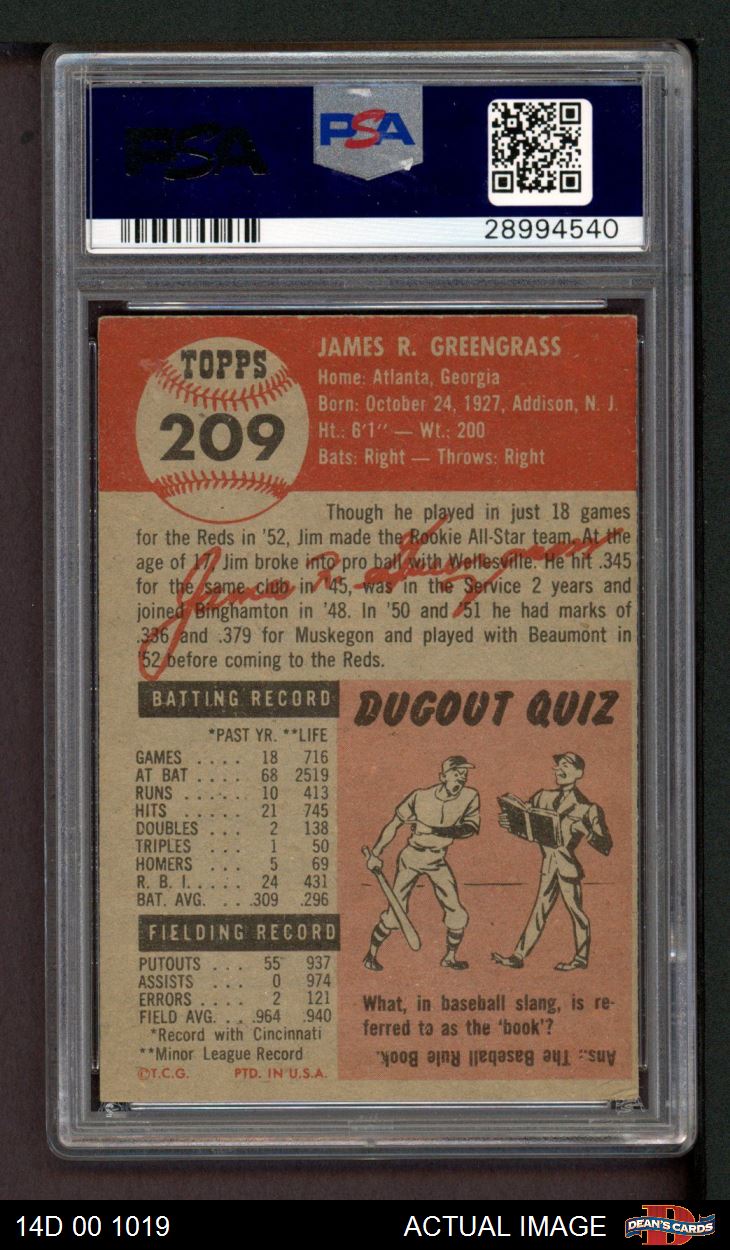 PSA
PSA
28994540
TOPPS
209
JAMES R. GREENGRASS
Home: Atlanta, Georgia
Born: October 24, 1927, Addison, N. J.
Ht.: 6'1" — Wt.: 200
Bats: Right — Throws: Right
Though he played in just 18 games
for the Reds in '52, Jim made the Rookie All-Star team. At the
age of 17, Jim broke into pro ball with Wellesville. He hit .345
for the same club in '45, was in the Service 2 years and
joined Binghamton in '48. In '50 and '51 he had marks of
.336 and .379 for Muskegon and played with Beaumont in
'52 before coming to the Reds.
James R. Greengrass
BATTING RECORD
*PAST YR. **LIFE
GAMES .... 18 716
AT BAT .... 68 2519
RUNS ..... 10 413
HITS ..... 21 745
DOUBLES ... 2 138
TRIPLES ... 1 50
HOMERS ... 5 69
R. B. I. .... 24 431
BAT. AVG. ... .309 .296
FIELDING RECORD
PUTOUTS ... 55 937
ASSISTS ... 0 974
ERRORS .... 2 121
FIELD AVG. .. .964 .940
*Record with Cincinnati
**Minor League Record
©T.C.G. PTD. IN U.S.A.
DUGOUT QUIZ
What, in baseball slang, is re-
ferred to as the 'book'?
Ans.: The Baseball Rule Book.
14D 00 1019
ACTUAL IMAGE
DEAN'S CARDS